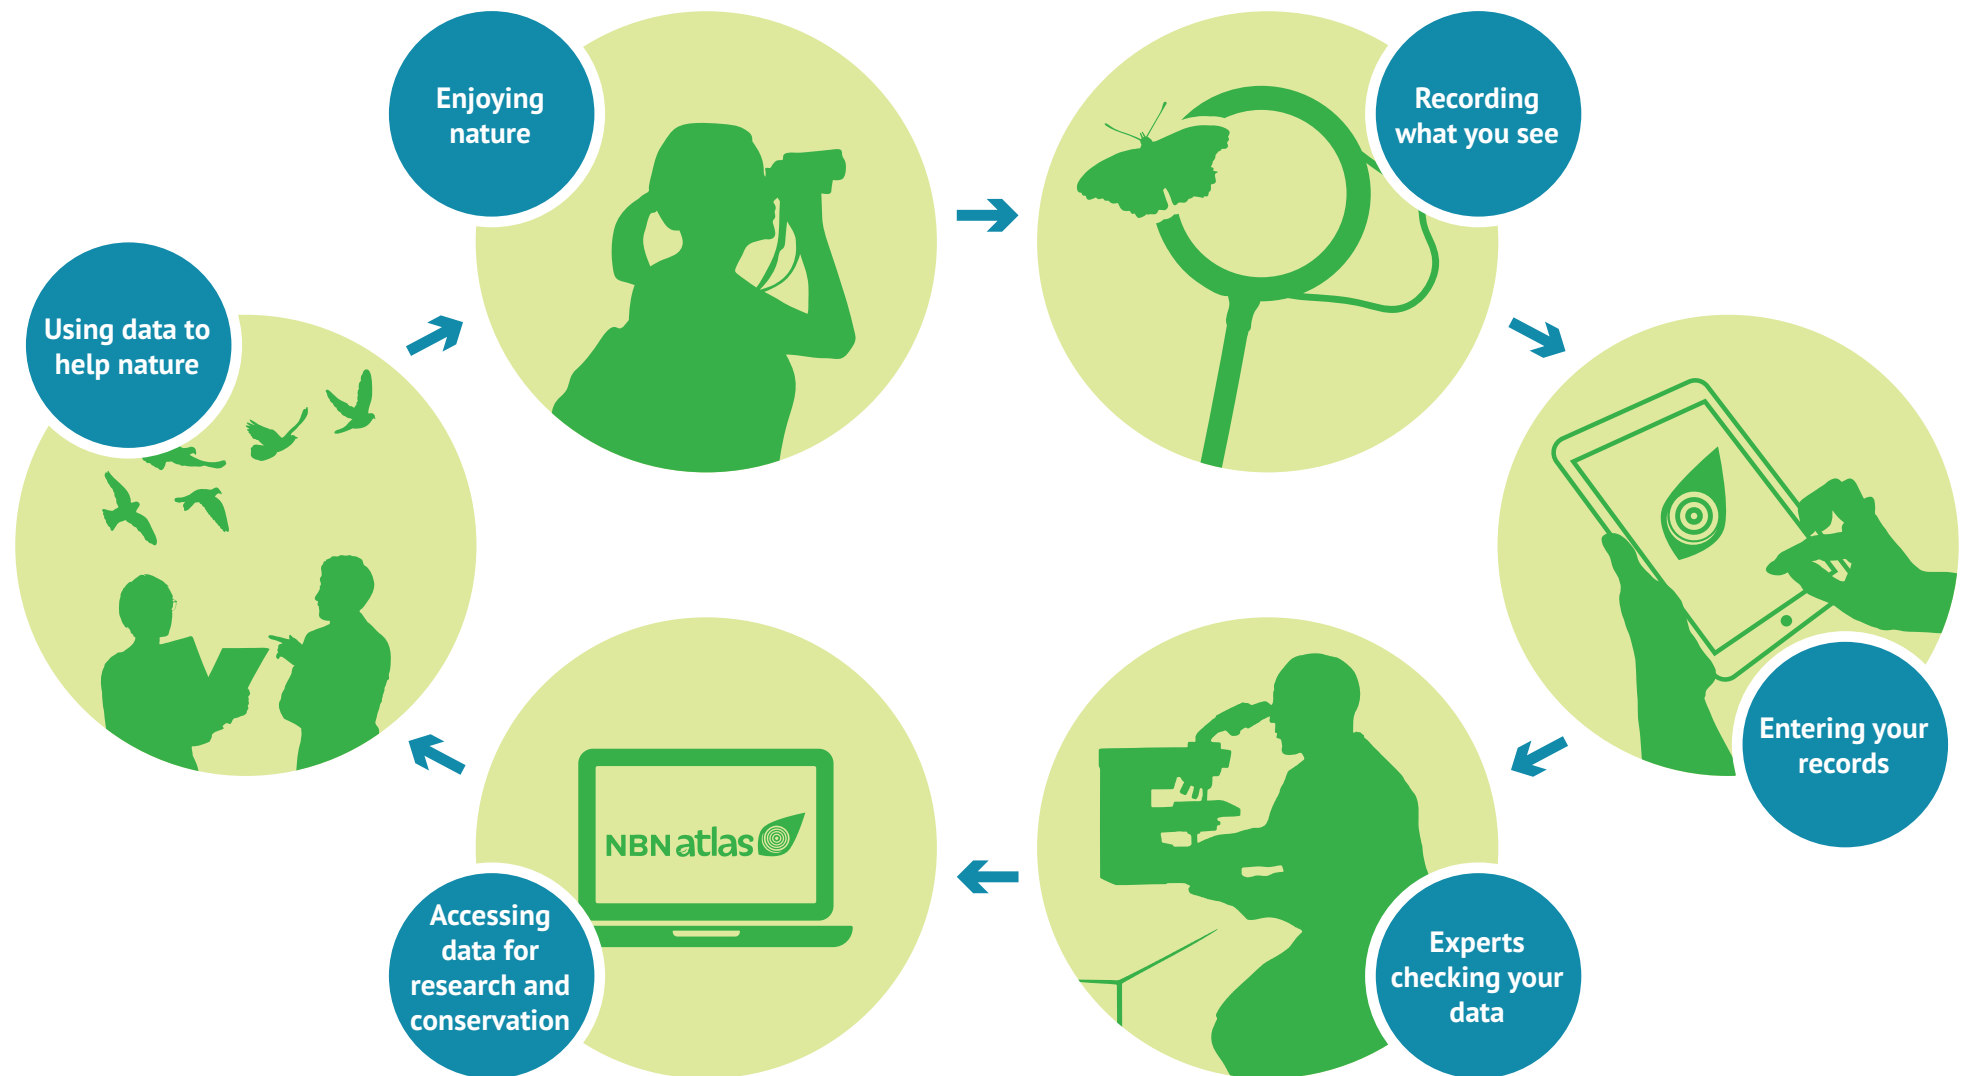 Enjoying
nature
Recording
what you see
Using data to
help nature
Entering your
records
NBN atlas
Accessing
data for
research and
conservation
Experts
checking your
data